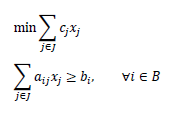 min ∑_{j∈J} c_j x_j
∑_{j∈J} a_{ij} x_j ≥ b_i, ∀i ∈ B